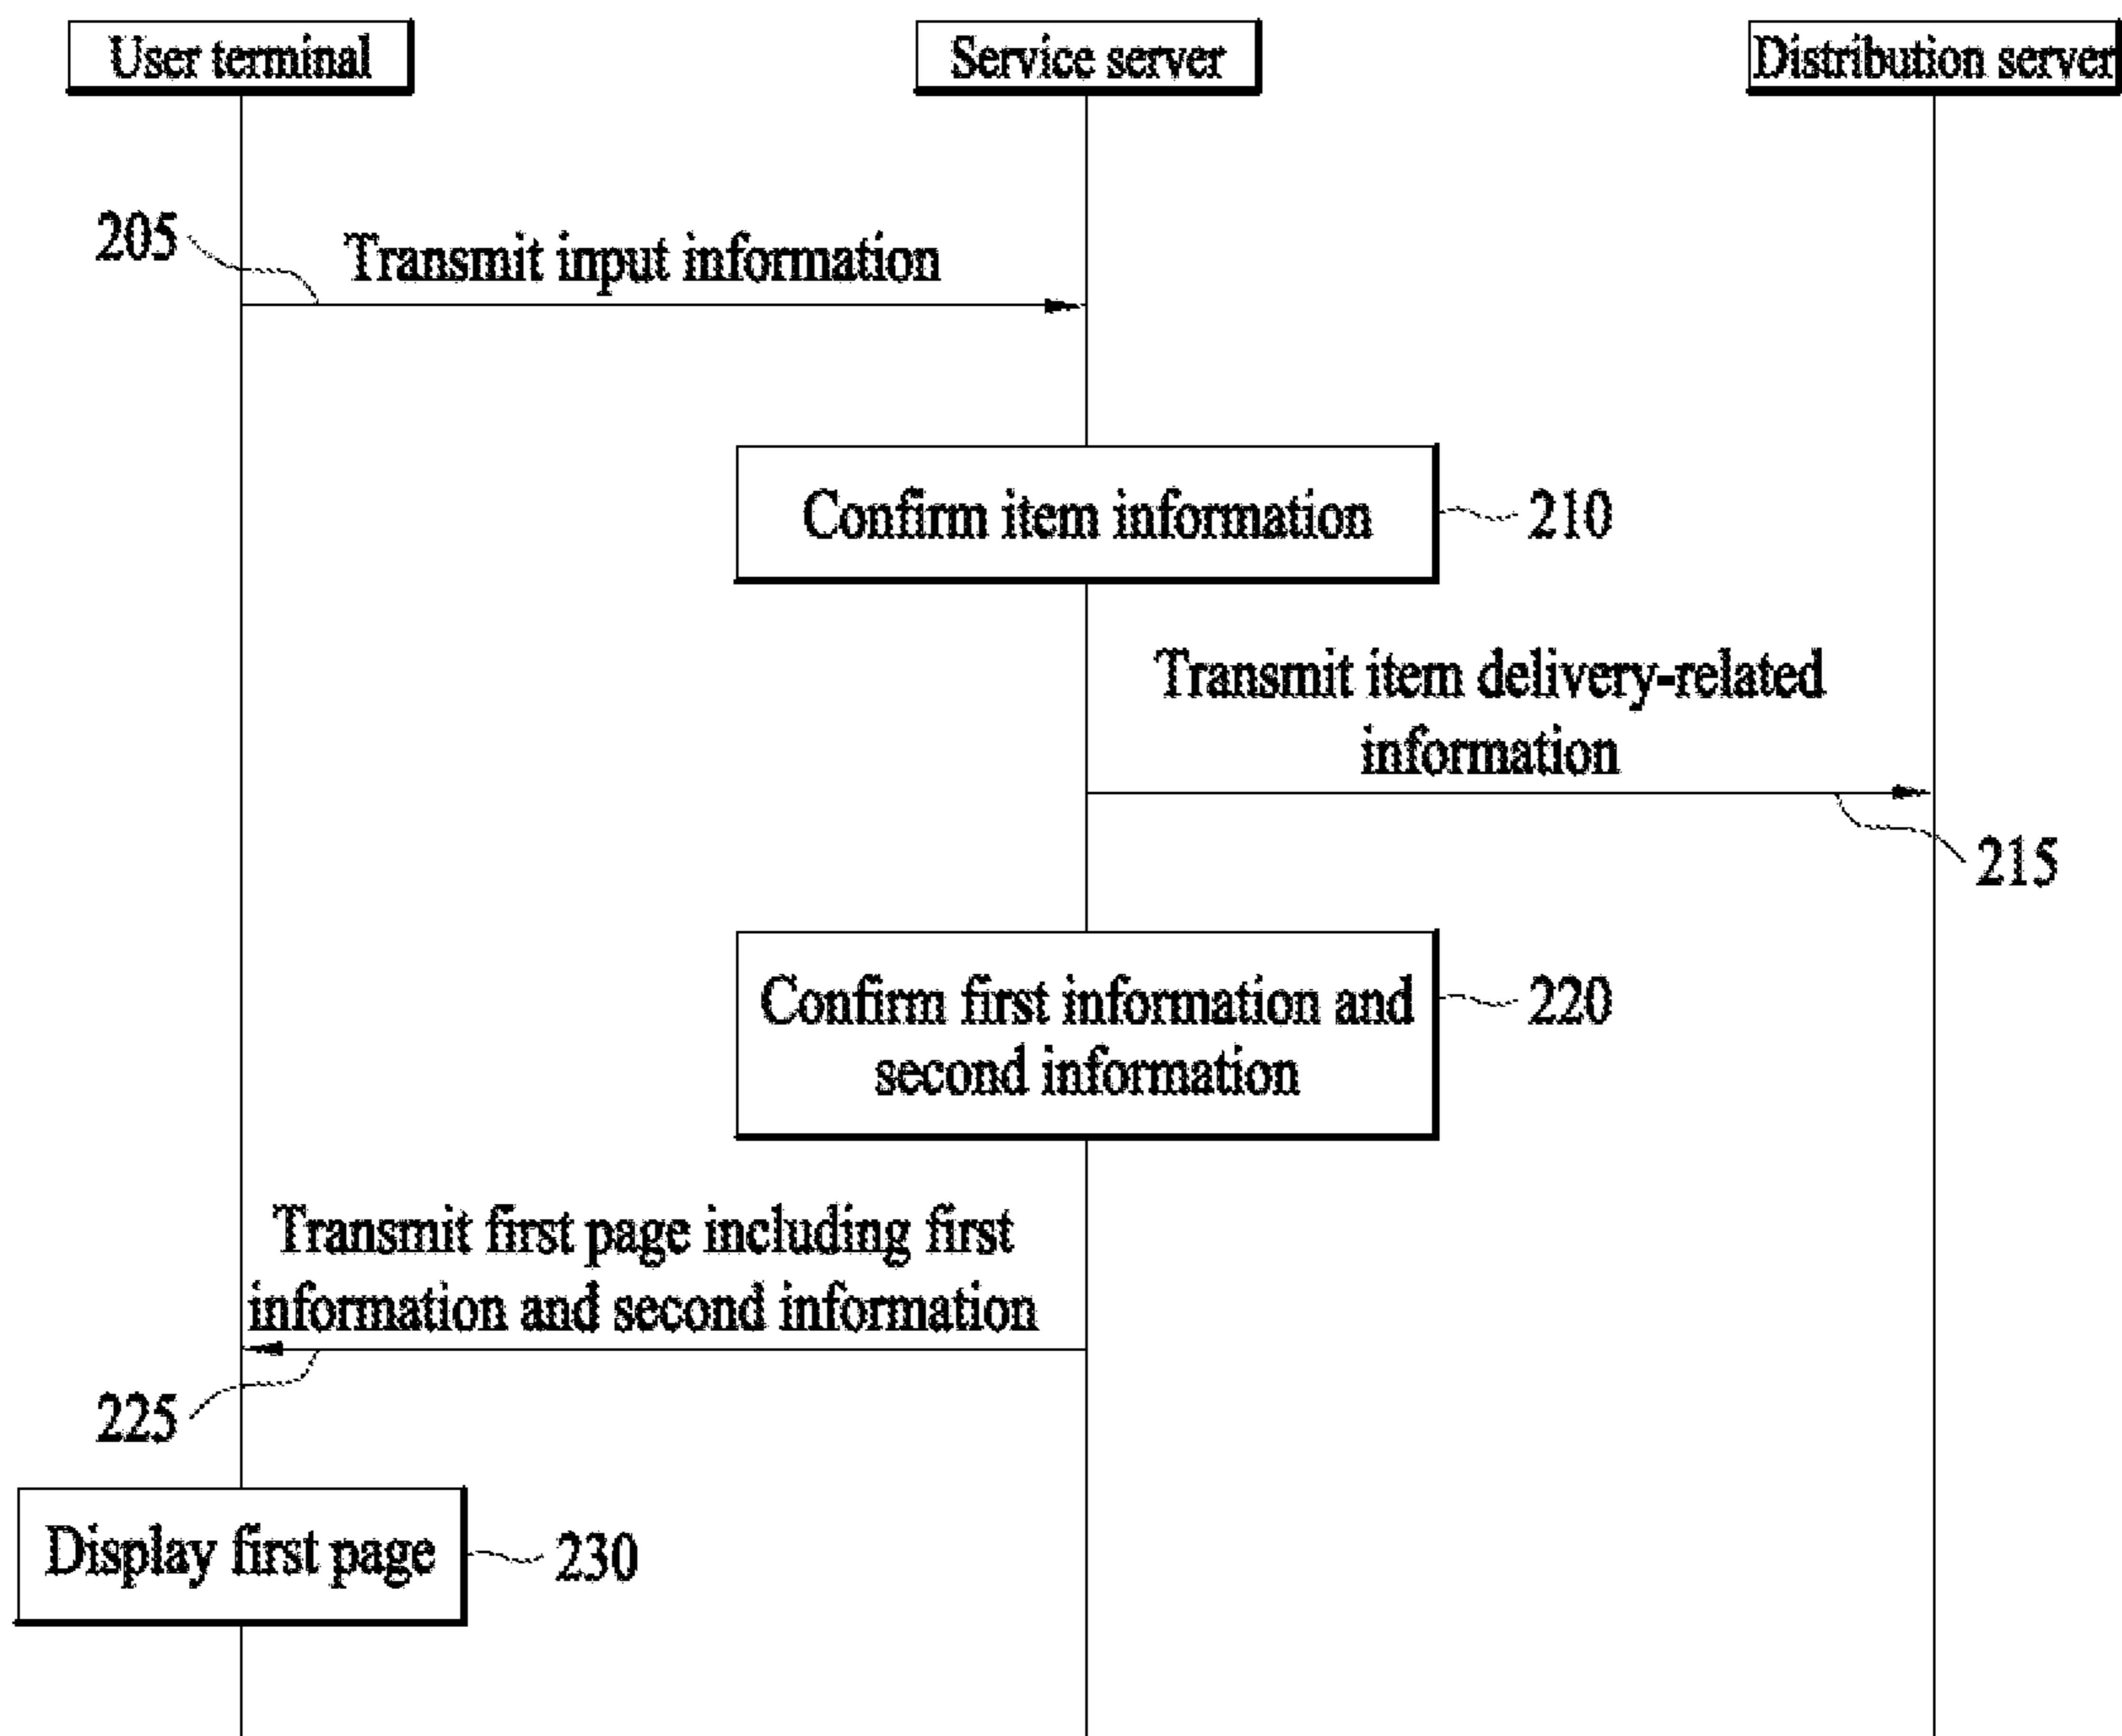 User terminal
Service server
Distribution server
205
Transmit input information
Confirm item information
210
Transmit item delivery-related
information
215
Confirm first information and
second information
220
Transmit first page including first
information and second information
225
Display first page
230